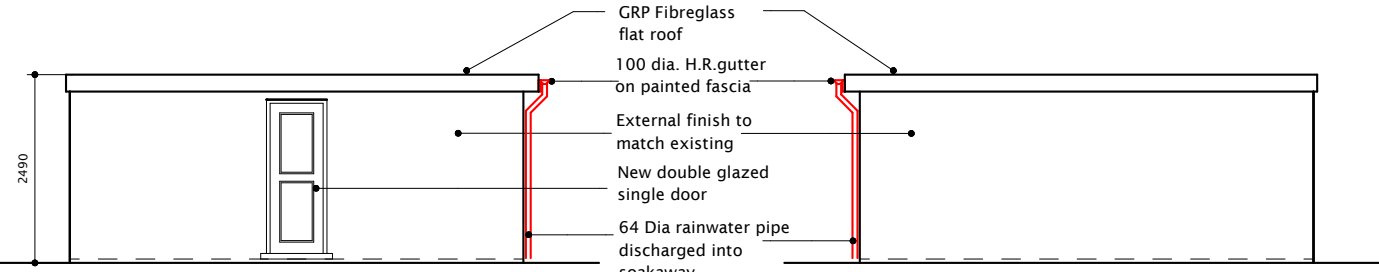 GRP Fibreglass
flat roof
100 dia. H.R.gutter
on painted fascia
External finish to
match existing
2490
New double glazed
single door
64 Dia rainwater pipe
discharged into
soakaway